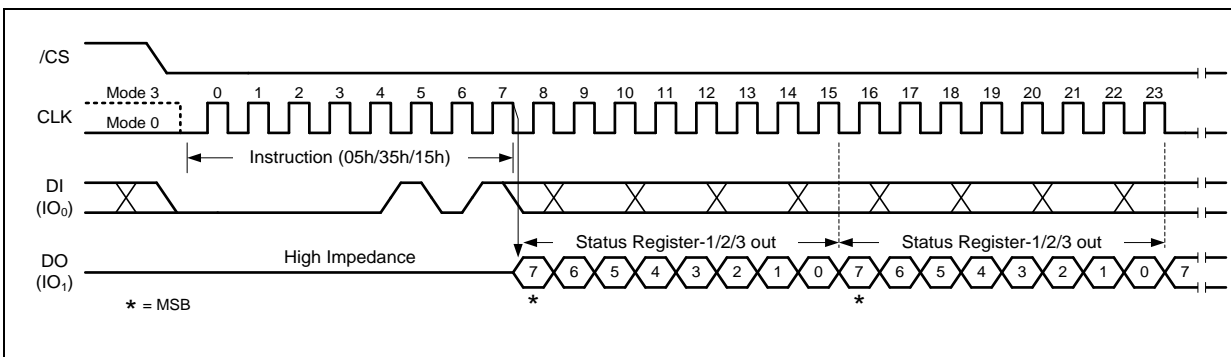 /CS
Mode 3
0 1 2 3 4 5 6 7 8 9 10 11 12 13 14 15 16 17 18 19 20 21 22 23
CLK
Mode 0
Instruction (05h/35h/15h)
DI
(IO₀)
Status Register-1/2/3 out Status Register-1/2/3 out
High Impedance
DO
(IO₁)
7 6 5 4 3 2 1 0 7 6 5 4 3 2 1 0 7
* *
* = MSB